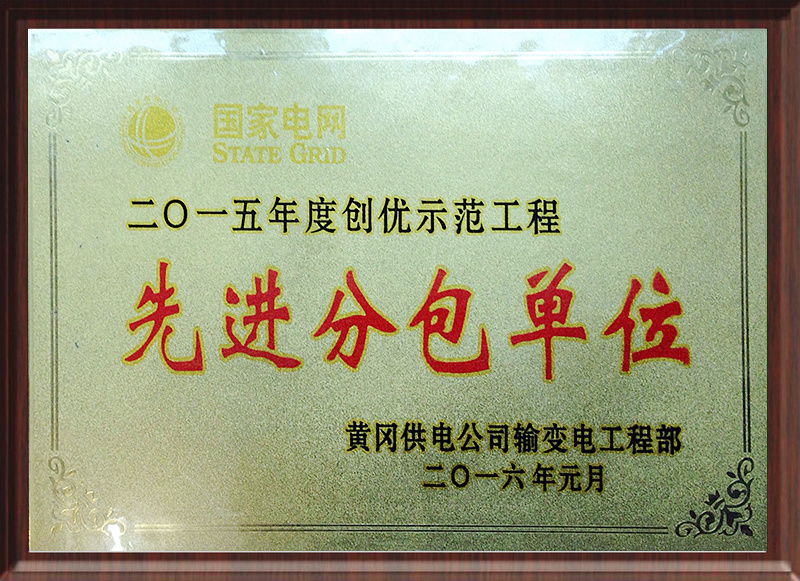 国家电网
STATE GRID
二〇一五年度创优示范工程
先进分包单位
黄冈供电公司输变电工程部
二〇一六年元月